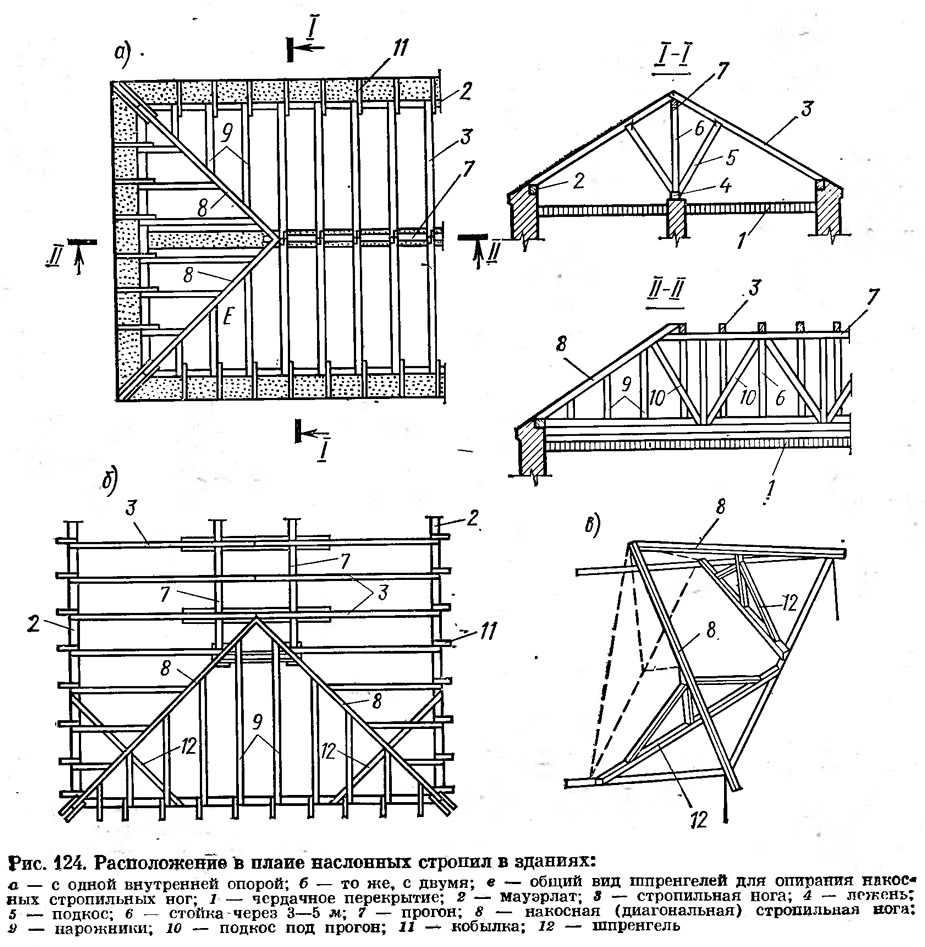 а)
I
11
2
3
7
9
8
8
Е
II
II
I
I-I
7
3
6
5
2
4
1
II-II
3
7
8
9
10
10
6
1
б)
3
2
7
7
3
2
11
8
8
9
12
12
в)
8
12
8
12
Рис. 124. Расположение в плане наслонных стропил в зданиях:
а — с одной внутренней опорой; б — то же, с двумя; в — общий вид шпренгелей для опирания накос-
ных стропильных ног; 1 — чердачное перекрытие; 2 — мауэрлат; 3 — стропильная нога; 4 — лежень;
5 — подкос; 6 — стойка через 3—5 м; 7 — прогон; 8 — накосная (диагональная) стропильная нога;
9 — нарожники; 10 — подкос под прогон; 11 — кобылка; 12 — шпренгель